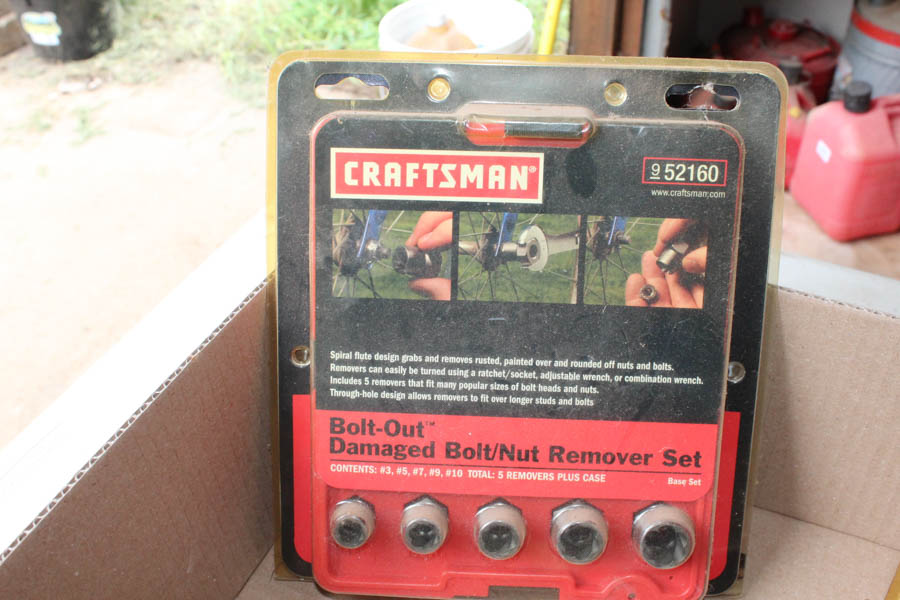 CRAFTSMAN®
9 52160
www.craftsman.com
Spiral flute design grabs and removes rusted, painted over and rounded off nuts and bolts.
Removers can easily be turned using a ratchet/socket, adjustable wrench, or combination wrench.
Includes 5 removers that fit many popular sizes of bolt heads and nuts.
Through-hole design allows removers to fit over longer studs and bolts
Bolt-Out™
Damaged Bolt/Nut Remover Set
CONTENTS: #3, #5, #7, #9, #10 TOTAL: 5 REMOVERS PLUS CASE
Base Set